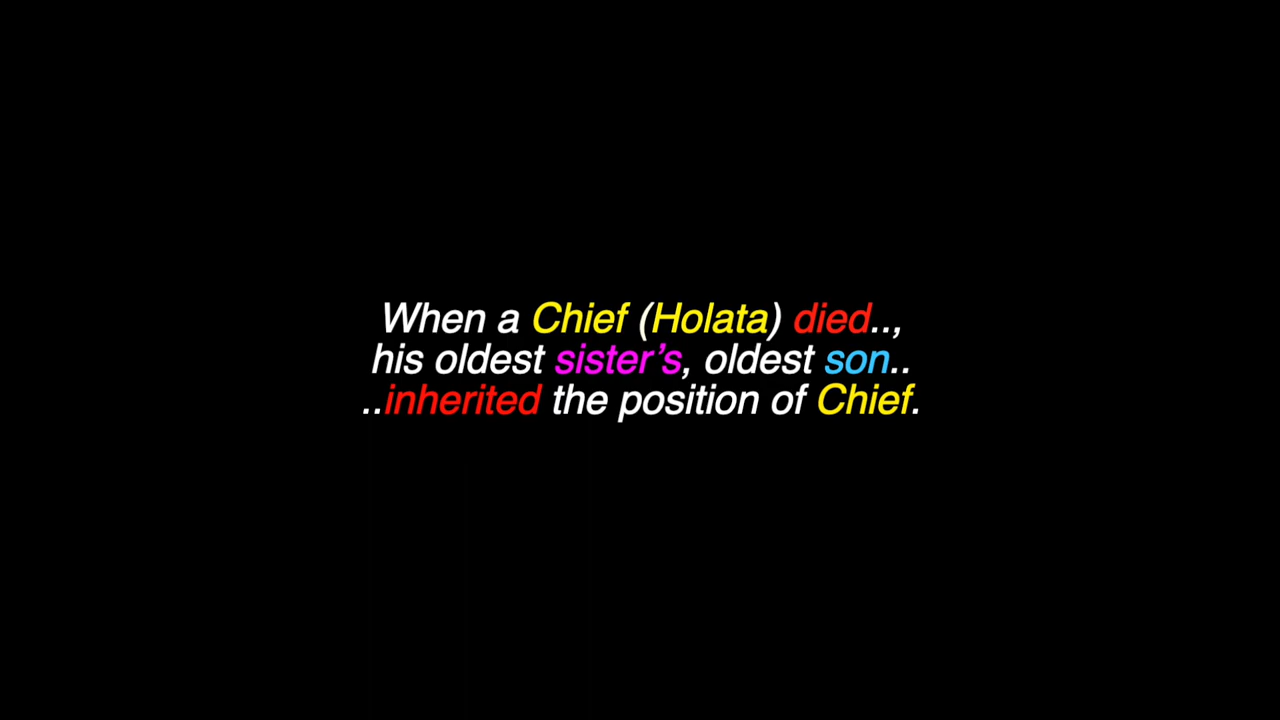 When a Chief (Holata) died..,
his oldest sister’s, oldest son..
..inherited the position of Chief.